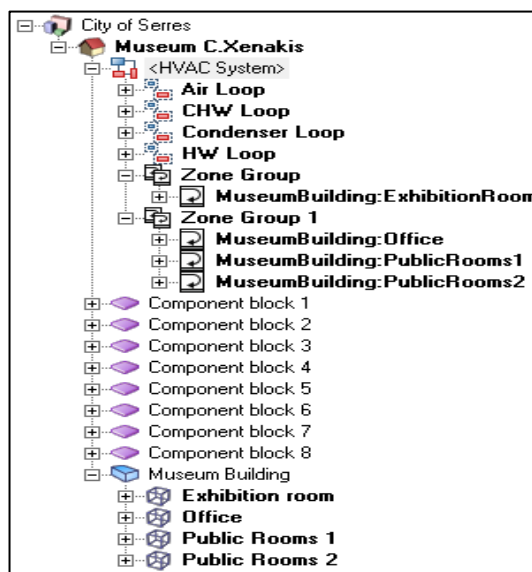 City of Serres
Museum C.Xenakis
<HVAC System>
Air Loop
CHW Loop
Condenser Loop
HW Loop
Zone Group
MuseumBuilding:ExhibitionRoom
Zone Group 1
MuseumBuilding:Office
MuseumBuilding:PublicRooms1
MuseumBuilding:PublicRooms2
Component block 1
Component block 2
Component block 3
Component block 4
Component block 5
Component block 6
Component block 7
Component block 8
Museum Building
Exhibition room
Office
Public Rooms 1
Public Rooms 2